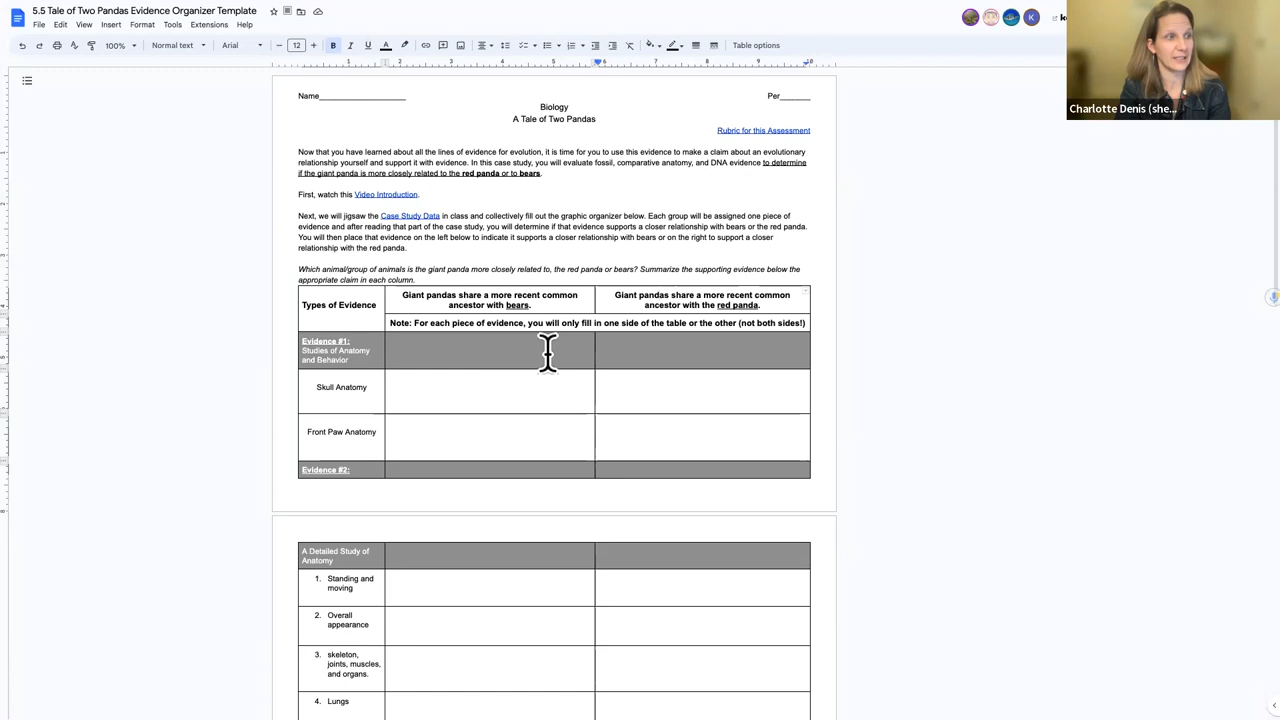 5.5 Tale of Two Pandas Evidence Organizer Template
File Edit View Insert Format Tools Extensions Help
100% Normal text Arial 12 B I U A Table options
1 2 3 4 5 6 7 8 9 10
Charlotte Denis (she...
K
Name__________________ Per______
Biology
A Tale of Two Pandas
Rubric for this Assessment
Now that you have learned about all the lines of evidence for evolution, it is time for you to use this evidence to make a claim about an evolutionary
relationship yourself and support it with evidence. In this case study, you will evaluate fossil, comparative anatomy, and DNA evidence to determine
if the giant panda is more closely related to the red panda or to bears.
First, watch this Video Introduction.
Next, we will jigsaw the Case Study Data in class and collectively fill out the graphic organizer below. Each group will be assigned one piece of
evidence and after reading that part of the case study, you will determine if that evidence supports a closer relationship with bears or the red panda.
You will then place that evidence on the left below to indicate it supports a closer relationship with bears or on the right to support a closer
relationship with the red panda.
Which animal/group of animals is the giant panda more closely related to, the red panda or bears? Summarize the supporting evidence below the
appropriate claim in each column.
Types of Evidence
Giant pandas share a more recent common
ancestor with bears.
Giant pandas share a more recent common
ancestor with the red panda.
Note: For each piece of evidence, you will only fill in one side of the table or the other (not both sides!)
Evidence #1:
Studies of Anatomy
and Behavior
Skull Anatomy
Front Paw Anatomy
Evidence #2:
A Detailed Study of
Anatomy
1. Standing and
moving
2. Overall
appearance
3. skeleton,
joints, muscles,
and organs.
4. Lungs